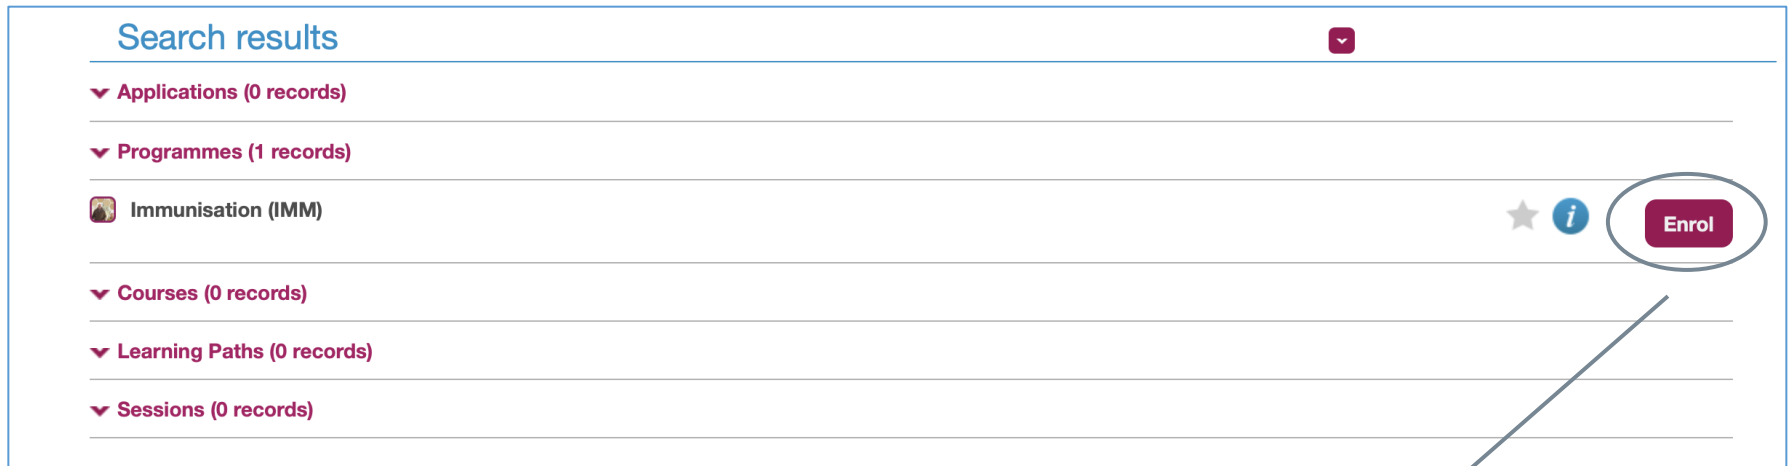 Search results
Applications (0 records)
Programmes (1 records)
Immunisation (IMM)
i
Enrol
Courses (0 records)
Learning Paths (0 records)
Sessions (0 records)